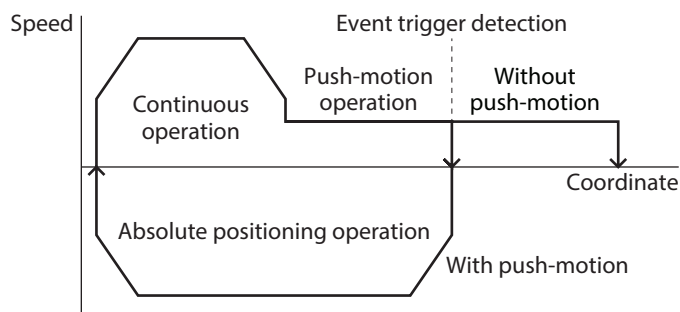 Speed
Event trigger detection
Push-motion
operation
Without
push-motion
Continuous
operation
Coordinate
Absolute positioning operation
With push-motion